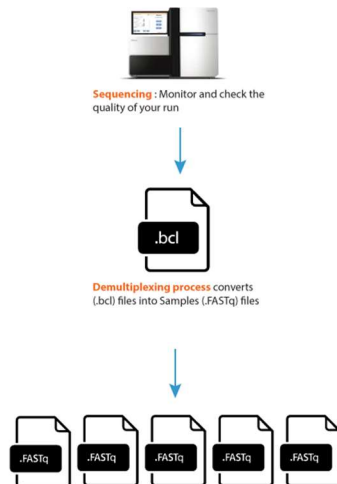 Sequencing : Monitor and check the
quality of your run
.bcl
Demultiplexing process converts
(.bcl) files into Samples (.FASTq) files
.FASTq .FASTq .FASTq .FASTq .FASTq